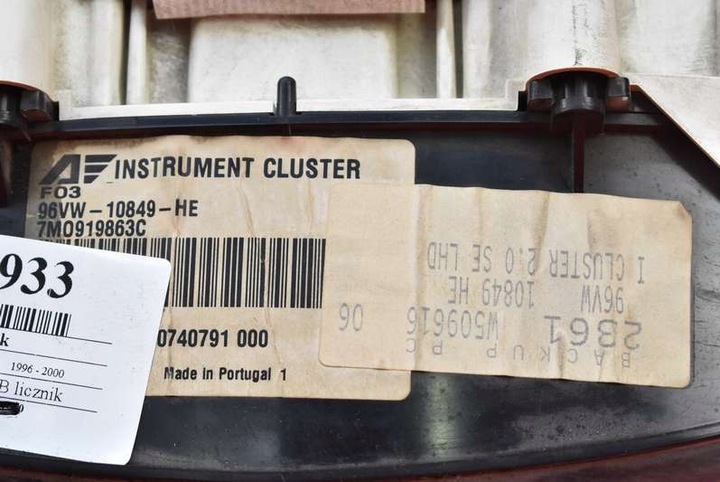 AF INSTRUMENT CLUSTER
F03
96VW-10849-HE
7M0919863C
0740791 000
Made in Portugal 1
933
k
1996 - 2000
B licznik
BACKUP PC
2861 W509616 06
96VW 10849 HE
I CLUSTER 2.0 SE LHD